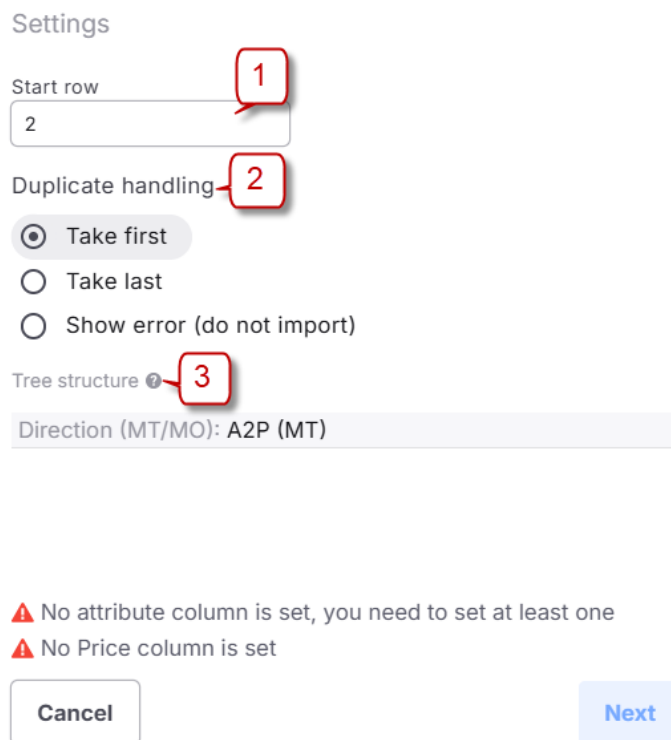 Settings
1
Start row
2
Duplicate handling
2
Take first
Take last
Show error (do not import)
Tree structure ?
3
Direction (MT/MO): A2P (MT)
No attribute column is set, you need to set at least one
No Price column is set
Cancel
Next